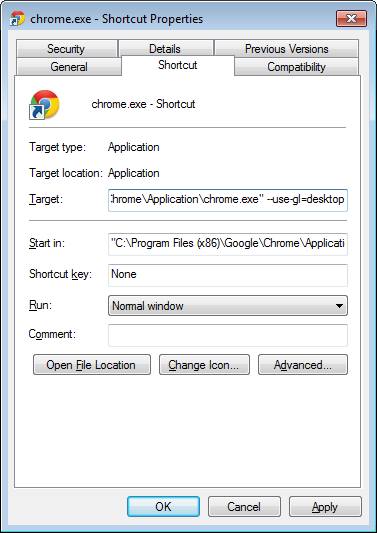 chrome.exe - Shortcut Properties
Security Details Previous Versions
General Shortcut Compatibility
chrome.exe - Shortcut
Target type: Application
Target location: Application
Target: Chrome\Application\chrome.exe" --use-gl=desktop
Start in: "C:\Program Files (x86)\Google\Chrome\Applicati
Shortcut key: None
Run: Normal window
Comment:
Open File Location Change Icon... Advanced...
OK Cancel Apply